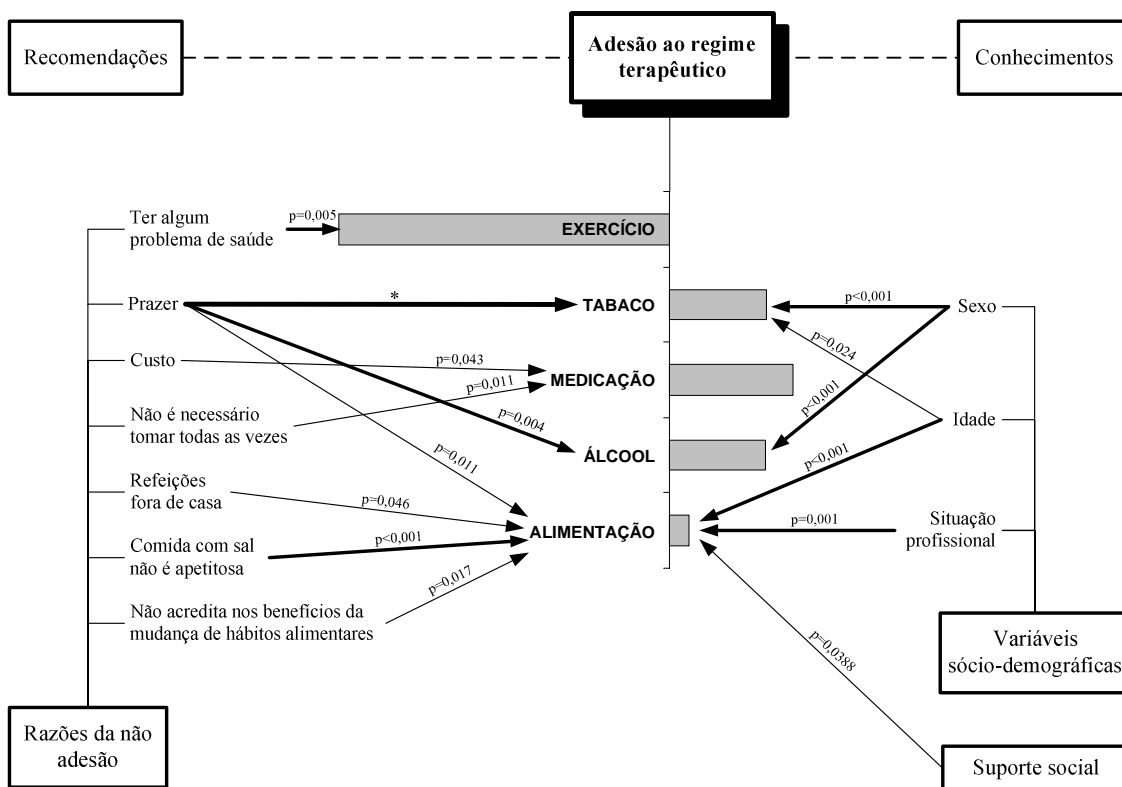 Recomendações
Adesão ao regime
terapêutico
Conhecimentos
Ter algum
problema de saúde
p=0,005
EXERCÍCIO
Prazer
*
TABACO
p<0,001
Sexo
p=0,024
Custo
p=0,043
MEDICAÇÃO
p=0,011
p<0,001
Não é necessário
tomar todas as vezes
p=0,004
ÁLCOOL
Idade
p=0,011
p<0,001
Refeições
fora de casa
p=0,046
ALIMENTAÇÃO
p=0,001
Situação
profissional
Comida com sal
não é apetitosa
p<0,001
p=0,017
Não acredita nos benefícios da
mudança de hábitos alimentares
p=0,0388
Variáveis
sócio-demográficas
Razões da não
adesão
Suporte social